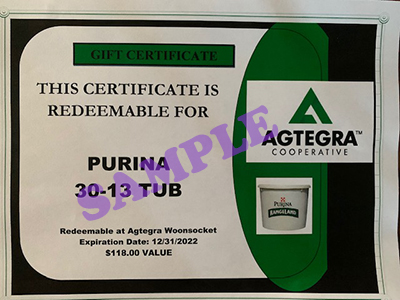 GIFT CERTIFICATE
THIS CERTIFICATE IS
REDEEMABLE FOR
PURINA
30-13 TUB
Redeemable at Agtegra Woonsocket
Expiration Date: 12/31/2022
$118.00 VALUE
SAMPLE
AGTEGRA™
COOPERATIVE
PURINA
RANGELAND